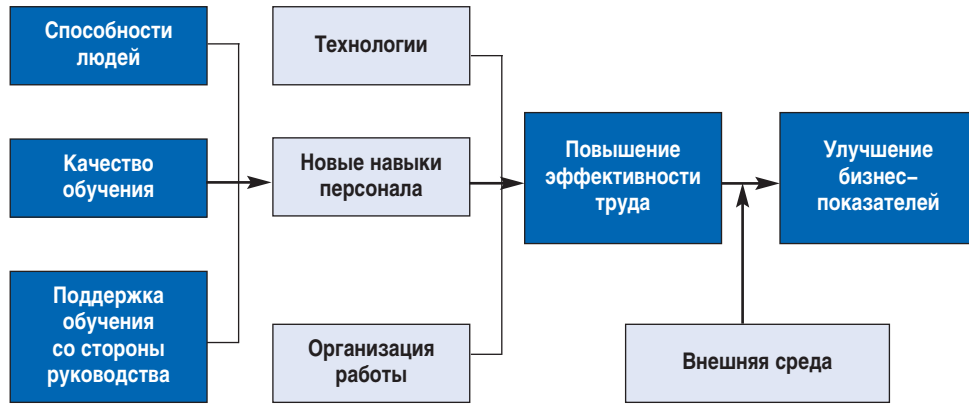 Способности
людей
Качество
обучения
Поддержка
обучения
со стороны
руководства
Технологии
Новые навыки
персонала
Организация
работы
Повышение
эффективности
труда
Улучшение
бизнес–
показателей
Внешняя среда